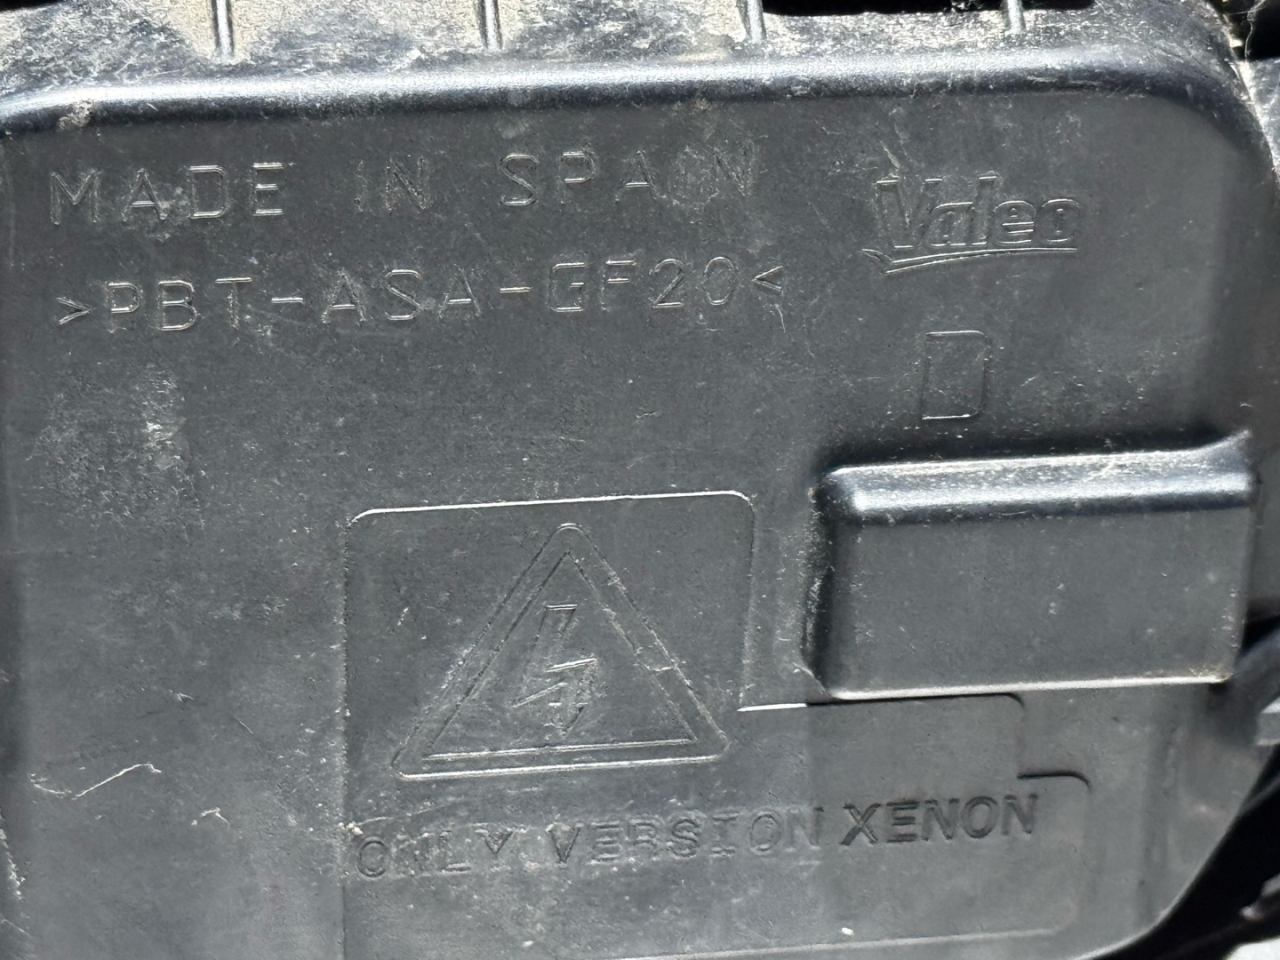 MADE IN SPAIN
Valeo
>PBT-ASA-GF20<
D
ONLY VERSION XENON